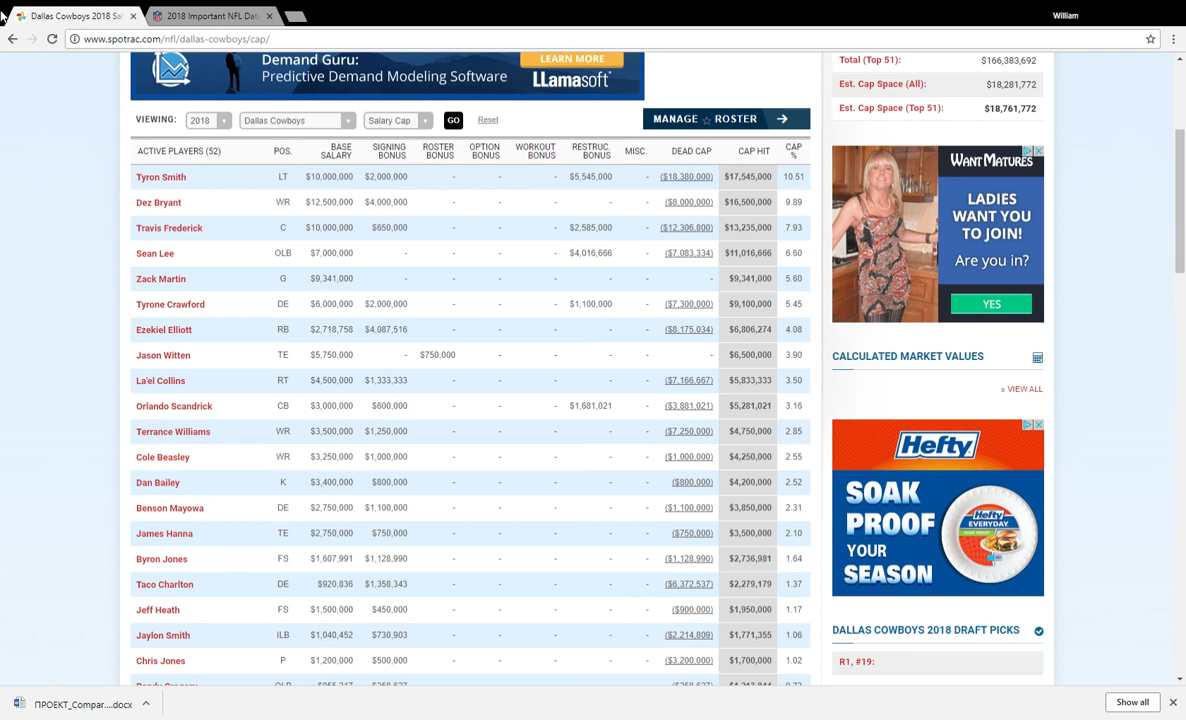 Dallas Cowboys 2018 Sal
2018 Important NFL Date
William
www.spotrac.com/nfl/dallas-cowboys/cap/
Demand Guru:
Predictive Demand Modeling Software
LEARN MORE
LLamasoft
VIEWING: 2018 Dallas Cowboys Salary Cap GO Reset
MANAGE ROSTER
ACTIVE PLAYERS (52) POS. BASE SALARY SIGNING BONUS ROSTER BONUS OPTION BONUS WORKOUT BONUS RESTRUC. BONUS MISC. DEAD CAP CAP HIT CAP %
Tyron Smith LT $10,000,000 $2,000,000 - - - $5,545,000 - ($18,380,000) $17,545,000 10.51
Dez Bryant WR $12,500,000 $4,000,000 - - - - - ($8,000,000) $16,500,000 9.89
Travis Frederick C $10,000,000 $650,000 - - - $2,585,000 - ($12,306,800) $13,235,000 7.93
Sean Lee OLB $7,000,000 - - - - $4,016,666 - ($7,083,334) $11,016,666 6.60
Zack Martin G $9,341,000 - - - - - - - $9,341,000 5.60
Tyrone Crawford DE $6,000,000 $2,000,000 - - - $1,100,000 - ($7,300,000) $9,100,000 5.45
Ezekiel Elliott RB $2,718,758 $4,087,516 - - - - - ($8,175,034) $6,806,274 4.08
Jason Witten TE $5,750,000 - $750,000 - - - - - $6,500,000 3.90
La'el Collins RT $4,500,000 $1,333,333 - - - - - ($7,166,667) $5,833,333 3.50
Orlando Scandrick CB $3,000,000 $600,000 - - - $1,681,021 - ($3,881,021) $5,281,021 3.16
Terrance Williams WR $3,500,000 $1,250,000 - - - - - ($7,250,000) $4,750,000 2.85
Cole Beasley WR $3,250,000 $1,000,000 - - - - - ($1,000,000) $4,250,000 2.55
Dan Bailey K $3,400,000 $800,000 - - - - - ($800,000) $4,200,000 2.52
Benson Mayowa DE $2,750,000 $1,100,000 - - - - - ($1,100,000) $3,850,000 2.31
James Hanna TE $2,750,000 $750,000 - - - - - ($750,000) $3,500,000 2.10
Byron Jones FS $1,607,991 $1,128,990 - - - - - ($1,128,990) $2,736,981 1.64
Taco Charlton DE $920,836 $1,358,343 - - - - - ($6,372,537) $2,279,179 1.37
Jeff Heath FS $1,500,000 $450,000 - - - - - ($900,000) $1,950,000 1.17
Jaylon Smith ILB $1,040,452 $730,903 - - - - - ($2,214,809) $1,771,355 1.06
Chris Jones P $1,200,000 $500,000 - - - - - ($3,200,000) $1,700,000 1.02
Total (Top 51): $166,383,692
Est. Cap Space (All): $18,281,772
Est. Cap Space (Top 51): $18,761,772
WANTMATURES
LADIES
WANT YOU
TO JOIN!
Are you in?
YES
CALCULATED MARKET VALUES
» VIEW ALL
Hefty
SOAK
PROOF
YOUR
SEASON
Hefty
EVERYDAY
DALLAS COWBOYS 2018 DRAFT PICKS
R1, #19:
ПРОЕКТ_Compar....docx
Show all